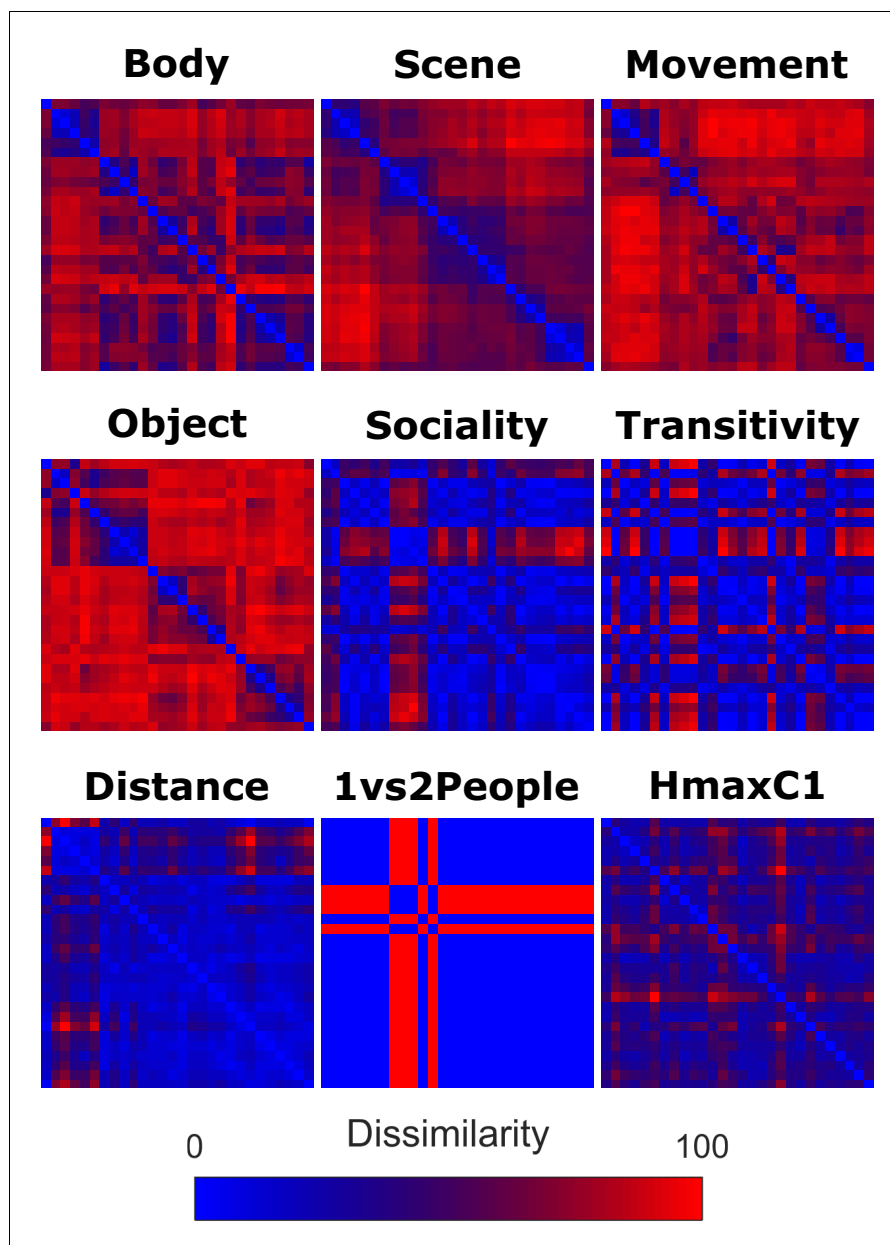 Body Scene Movement
Object Sociality Transitivity
Distance 1vs2People HmaxC1
Dissimilarity
0 100